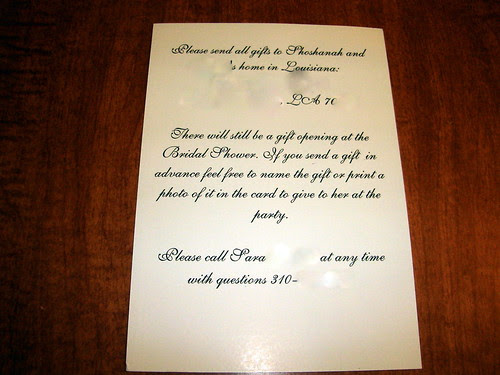 Please send all gifts to Shoshanah and
's home in Louisiana:
, LA 70
There will still be a gift opening at the
Bridal Shower. If you send a gift in
advance feel free to name the gift or print a
photo of it in the card to give to her at the
party.
Please call Sara at any time
with questions 310-